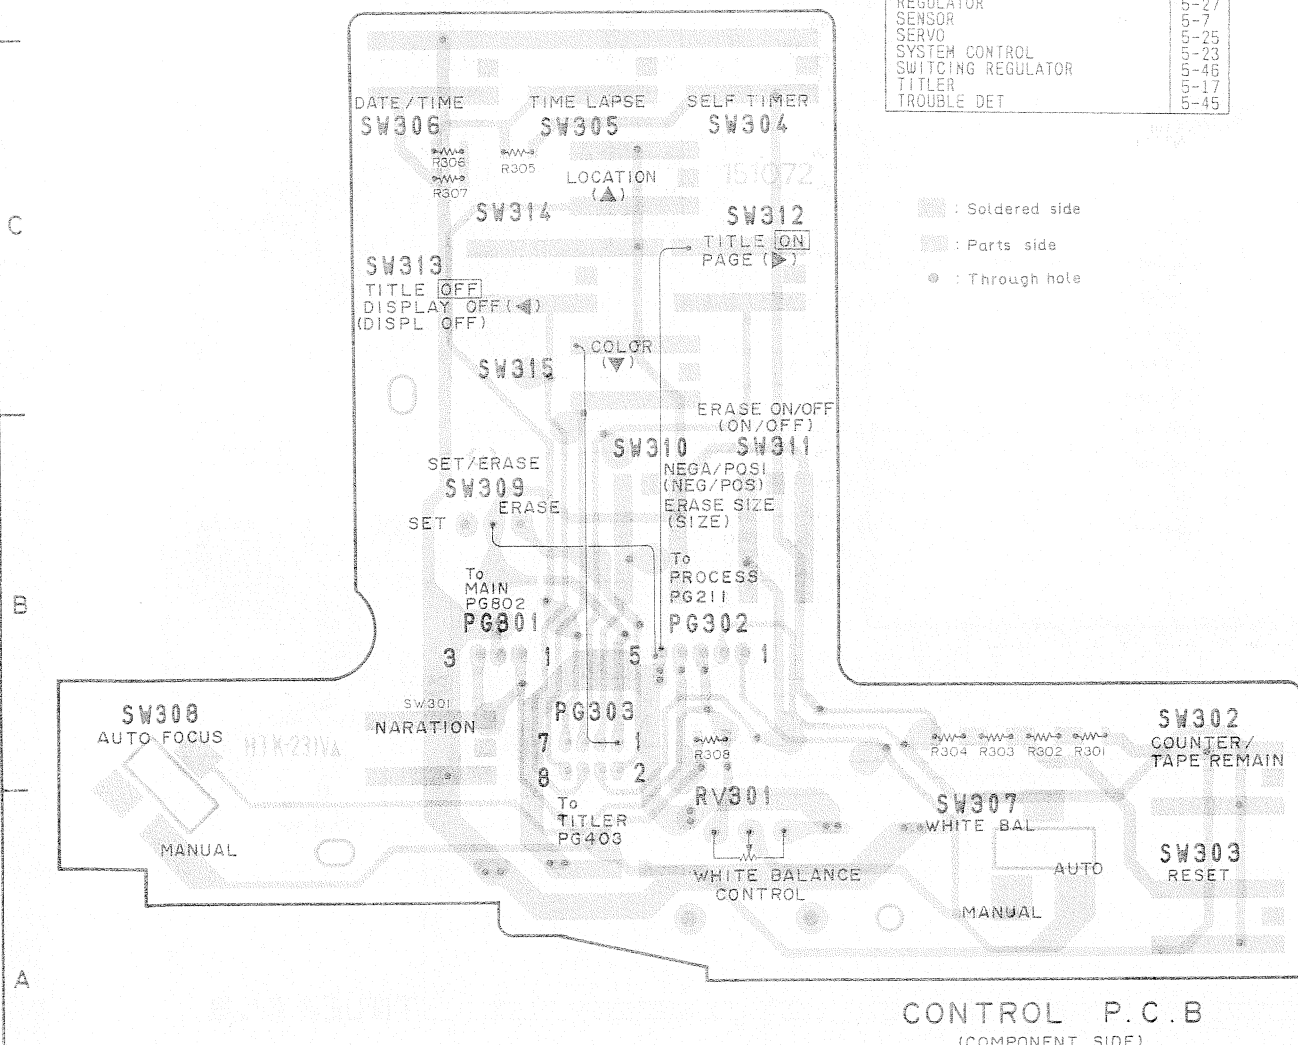 REGULATOR 5-27
SENSOR 5-7
SERVO 5-25
SYSTEM CONTROL 5-23
SWITCING REGULATOR 5-46
TITLER 5-17
TROUBLE DET 5-45
DATE/TIME
SW306
TIME LAPSE
SW305
SELF TIMER
SW304
R306
R305
R307
LOCATION
(▲)
151072
SW314
SW312
TITLE ON
PAGE (▶)
: Soldered side
: Parts side
: Through hole
C
SW313
TITLE OFF
DISPLAY OFF (◀)
(DISPL OFF)
COLOR
(▼)
SW315
ERASE ON/OFF
(ON/OFF)
SW310
SW311
NEGA/POSI
(NEG/POS)
ERASE SIZE
(SIZE)
SET/ERASE
SW309
ERASE
SET
To
MAIN
PG802
PG301
To
PROCESS
PG211
PG302
B
3 1 5 1
SW308
AUTO FOCUS
SW301
NARATION
PG303
7 1
8 2
R308
R304 R303 R302 R301
SW302
COUNTER/
TAPE REMAIN
To
TITLER
PG403
RV301
SW307
WHITE BAL
MANUAL
WHITE BALANCE
CONTROL
AUTO
MANUAL
SW303
RESET
A
CONTROL P.C.B
(COMPONENT SIDE)